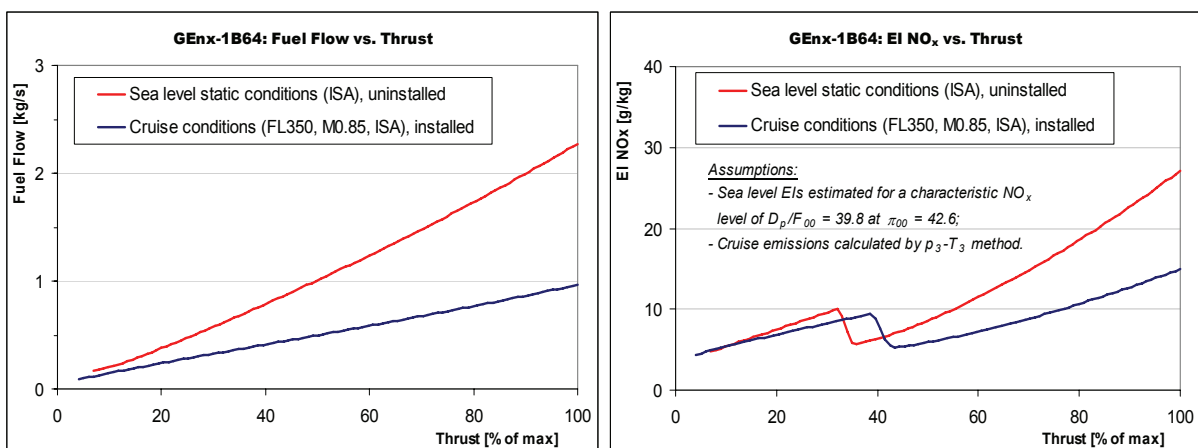 GEnx-1B64: Fuel Flow vs. Thrust
Fuel Flow [kg/s]
3
2
1
0
Sea level static conditions (ISA), uninstalled
Cruise conditions (FL350, M0.85, ISA), installed
0 20 40 60 80 100
Thrust [% of max]
GEnx-1B64: EI NOx vs. Thrust
EI NOx [g/kg]
40
30
20
10
0
Sea level static conditions (ISA), uninstalled
Cruise conditions (FL350, M0.85, ISA), installed
Assumptions:
- Sea level EIs estimated for a characteristic NOx
level of Dp/F00 = 39.8 at π00 = 42.6;
- Cruise emissions calculated by p3-T3 method.
0 20 40 60 80 100
Thrust [% of max]